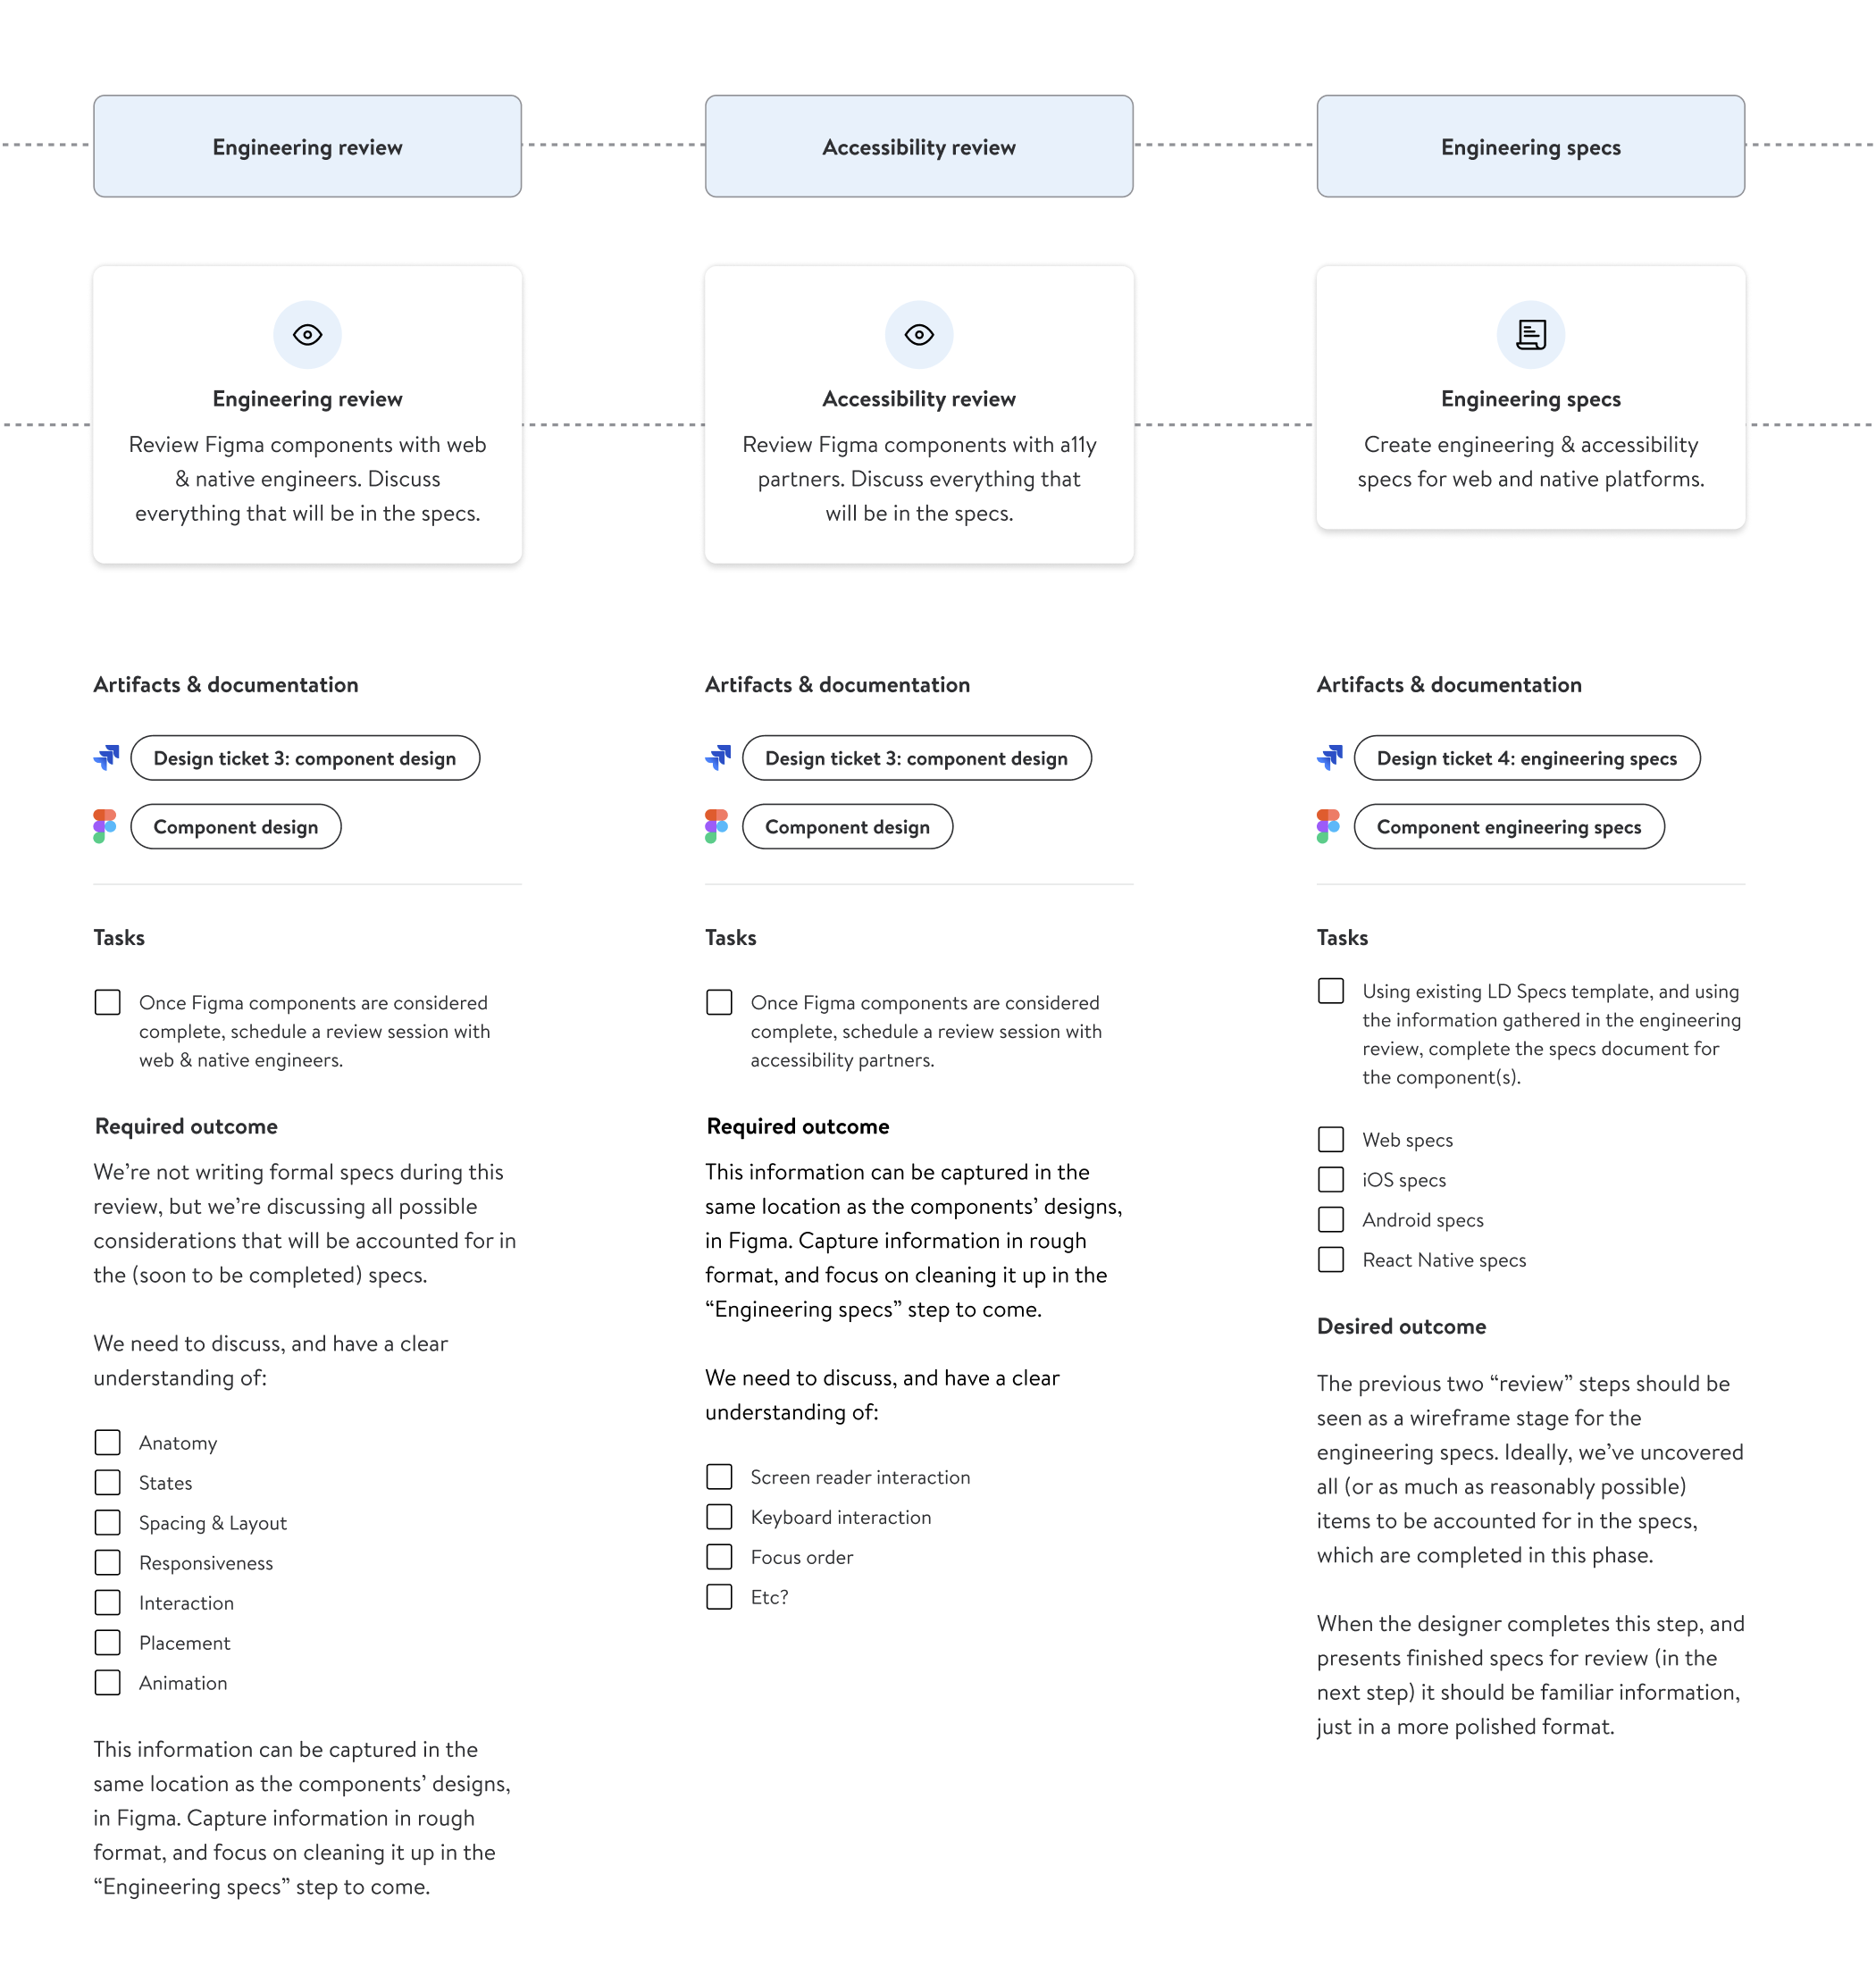 Engineering review
Accessibility review
Engineering specs
Engineering review
Review Figma components with web
& native engineers. Discuss
everything that will be in the specs.
Accessibility review
Review Figma components with a11y
partners. Discuss everything that
will be in the specs.
Engineering specs
Create engineering & accessibility
specs for web and native platforms.
Artifacts & documentation
Design ticket 3: component design
Component design
Tasks
Once Figma components are considered
complete, schedule a review session with
web & native engineers.
Required outcome
We’re not writing formal specs during this
review, but we’re discussing all possible
considerations that will be accounted for in
the (soon to be completed) specs.
We need to discuss, and have a clear
understanding of:
Anatomy
States
Spacing & Layout
Responsiveness
Interaction
Placement
Animation
This information can be captured in the
same location as the components’ designs,
in Figma. Capture information in rough
format, and focus on cleaning it up in the
“Engineering specs” step to come.
Artifacts & documentation
Design ticket 3: component design
Component design
Tasks
Once Figma components are considered
complete, schedule a review session with
accessibility partners.
Required outcome
This information can be captured in the
same location as the components’ designs,
in Figma. Capture information in rough
format, and focus on cleaning it up in the
“Engineering specs” step to come.
We need to discuss, and have a clear
understanding of:
Screen reader interaction
Keyboard interaction
Focus order
Etc?
Artifacts & documentation
Design ticket 4: engineering specs
Component engineering specs
Tasks
Using existing LD Specs template, and using
the information gathered in the engineering
review, complete the specs document for
the component(s).
Web specs
iOS specs
Android specs
React Native specs
Desired outcome
The previous two “review” steps should be
seen as a wireframe stage for the
engineering specs. Ideally, we’ve uncovered
all (or as much as reasonably possible)
items to be accounted for in the specs,
which are completed in this phase.
When the designer completes this step, and
presents finished specs for review (in the
next step) it should be familiar information,
just in a more polished format.